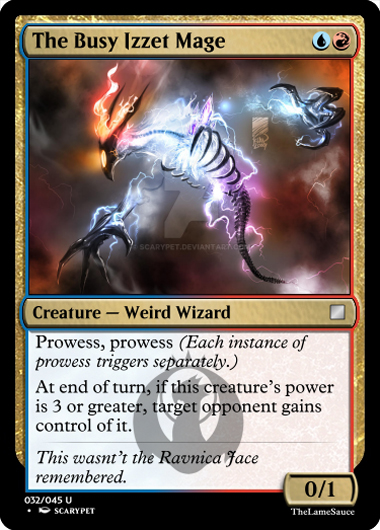 The Busy Izzet Mage
SCARYPET.DEVIANTART.COM
Creature — Weird Wizard
Prowess, prowess (Each instance of
prowess triggers separately.)
At end of turn, if this creature's power
is 3 or greater, target opponent gains
control of it.
This wasn't the Ravnica Jace
remembered.
0/1
032/045 U
• SCARYPET
TheLameSauce